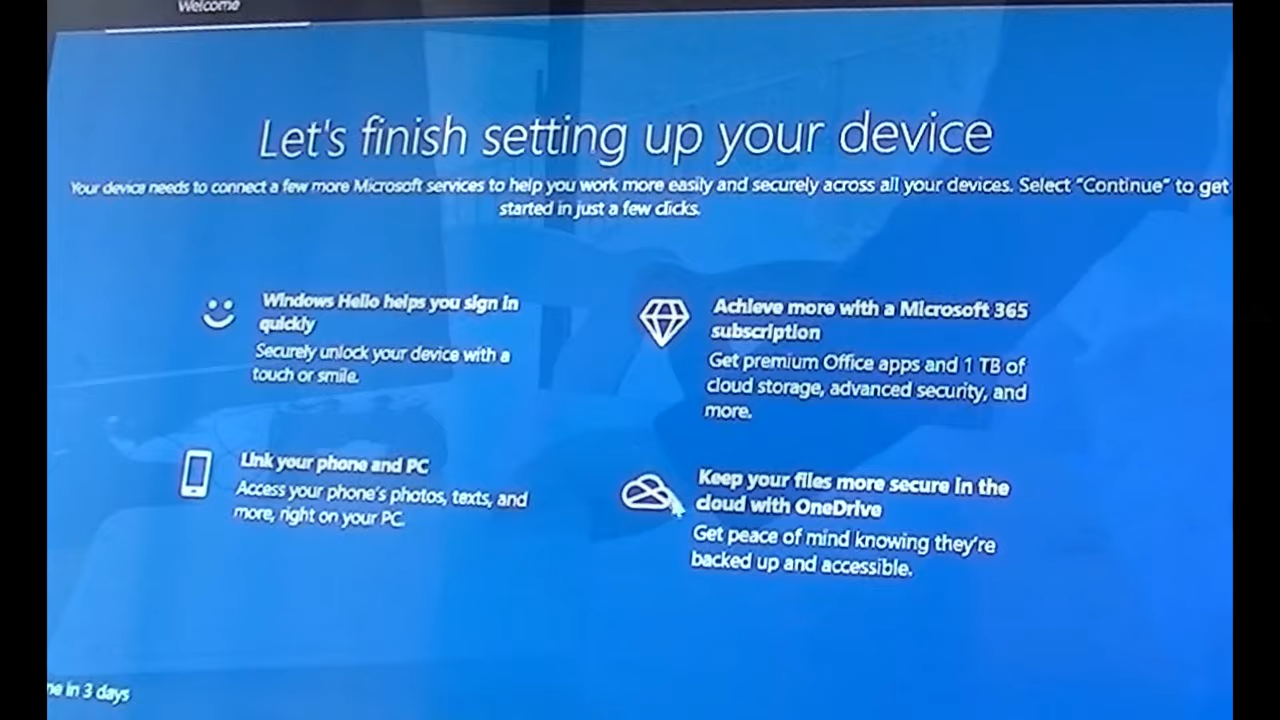 Welcome
Let's finish setting up your device
Your device needs to connect a few more Microsoft services to help you work more easily and securely across all your devices. Select "Continue" to get
started in just a few clicks.
Windows Hello helps you sign in
quickly
Securely unlock your device with a
touch or smile.
Achieve more with a Microsoft 365
subscription
Get premium Office apps and 1 TB of
cloud storage, advanced security, and
more.
Link your phone and PC
Access your phone's photos, texts, and
more, right on your PC.
Keep your files more secure in the
cloud with OneDrive
Get peace of mind knowing they're
backed up and accessible.
in 3 days